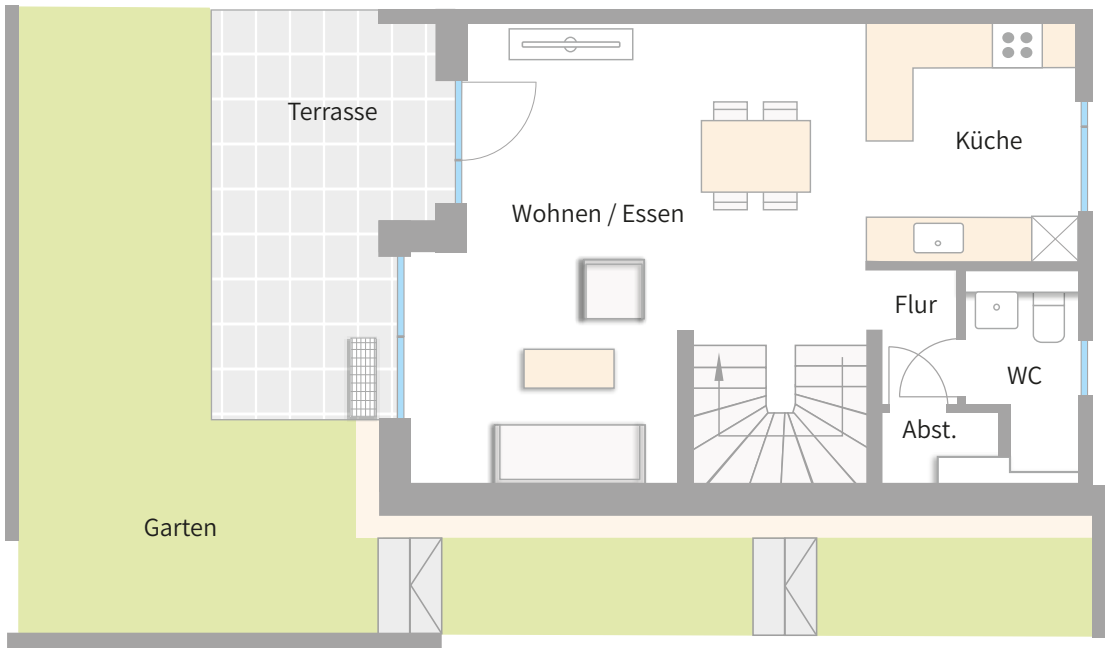 Terrasse
Küche
Wohnen / Essen
Flur
WC
Abst.
Garten